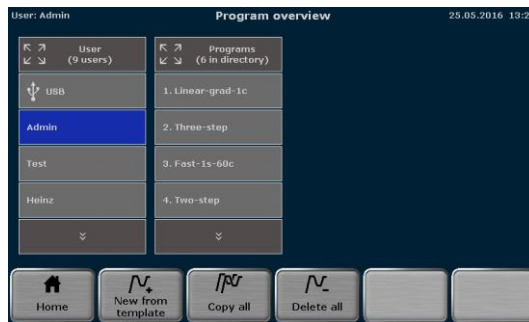 User: Admin
Program overview
25.05.2016 13:2
User
(9 users)
USB
Admin
Test
Heinz
Programs
(6 in directory)
1. Linear-grad-1c
2. Three-step
3. Fast-1s-60c
4. Two-step
Home
New from
template
Copy all
Delete all